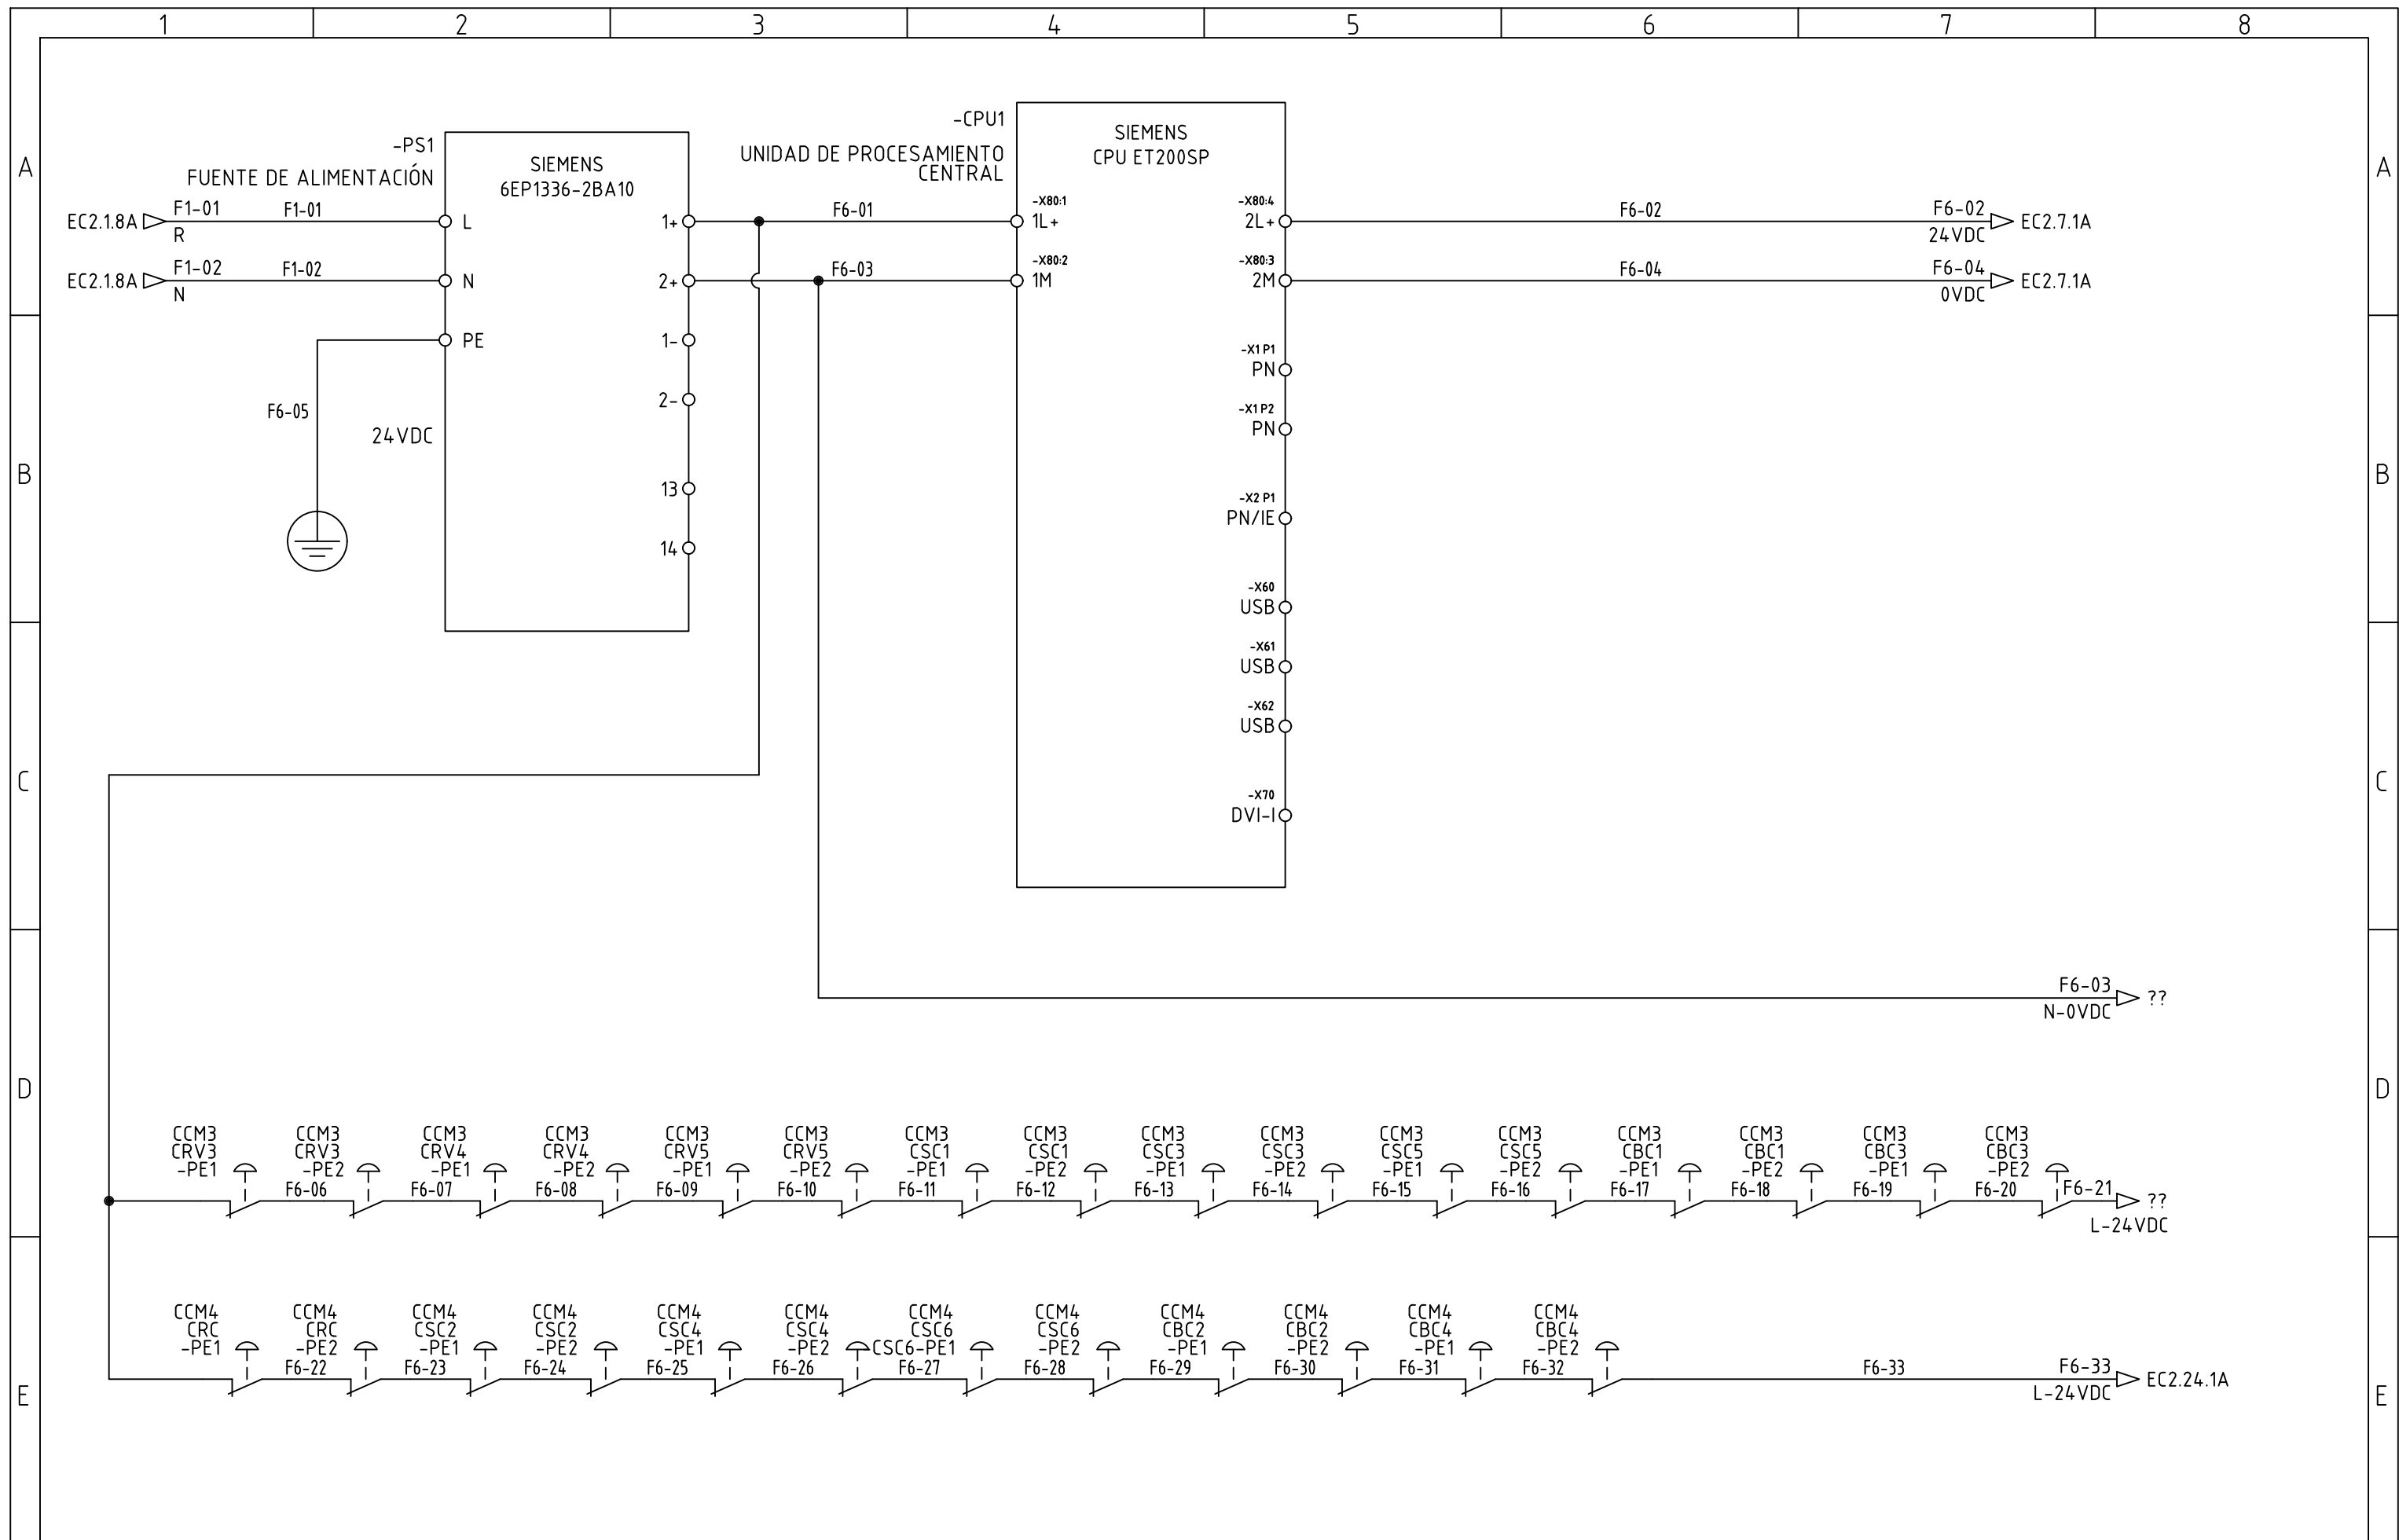 1 2 3 4 5 6 7 8
A A
-PS1
FUENTE DE ALIMENTACIÓN
SIEMENS
6EP1336-2BA10
-CPU1
UNIDAD DE PROCESAMIENTO
CENTRAL
SIEMENS
CPU ET200SP
EC2.1.8A F1-01 F1-01 L 1+ F6-01 -X80:1 1L+ -X80:4 2L+ F6-02 F6-02 EC2.7.1A
R 24VDC
EC2.1.8A F1-02 F1-02 N 2+ F6-03 -X80:2 1M -X80:3 2M F6-04 F6-04 EC2.7.1A
N 0VDC
PE 1-
-X1 P1
PN
2-
-X1 P2
PN
F6-05
24VDC
B B
13
-X2 P1
PN/IE
14
-X60
USB
-X61
USB
-X62
USB
C C
-X70
DVI-I
F6-03 ??
N-0VDC
D D
CCM3 CCM3 CCM3 CCM3 CCM3 CCM3 CCM3 CCM3 CCM3 CCM3 CCM3 CCM3 CCM3 CCM3 CCM3 CCM3
CRV3 CRV3 CRV4 CRV4 CRV5 CRV5 CSC1 CSC1 CSC3 CSC3 CSC5 CSC5 CBC1 CBC1 CBC3 CBC3
-PE1 -PE2 -PE1 -PE2 -PE1 -PE2 -PE1 -PE2 -PE1 -PE2 -PE1 -PE2 -PE1 -PE2 -PE1 -PE2
F6-06 F6-07 F6-08 F6-09 F6-10 F6-11 F6-12 F6-13 F6-14 F6-15 F6-16 F6-17 F6-18 F6-19 F6-20 F6-21 ??
L-24VDC
CCM4 CCM4 CCM4 CCM4 CCM4 CCM4 CCM4 CCM4 CCM4 CCM4 CCM4 CCM4
CRC CRC CSC2 CSC2 CSC4 CSC4 CSC6 CSC6 CBC2 CBC2 CBC4 CBC4
-PE1 -PE2 -PE1 -PE2 -PE1 -PE2 CSC6-PE1 -PE2 -PE1 -PE2 -PE1 -PE2
F6-22 F6-23 F6-24 F6-25 F6-26 F6-27 F6-28 F6-29 F6-30 F6-31 F6-32 F6-33 F6-33 EC2.24.1A
L-24VDC
E E